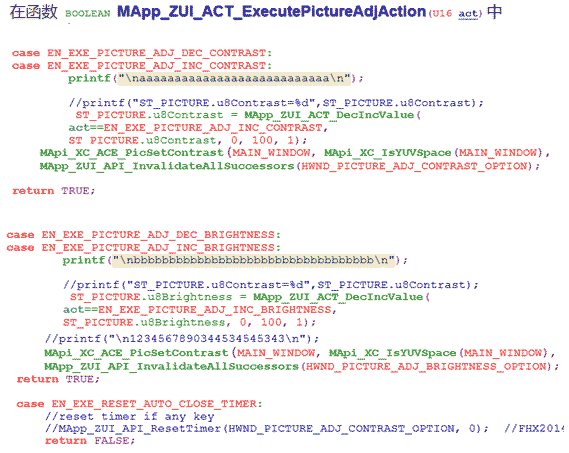 在函数 BOOLEAN MApp_ZUI_ACT_ExecutePictureAdjAction(U16 act) 中
case EN_EXE_PICTURE_ADJ_DEC_CONTRAST:
case EN_EXE_PICTURE_ADJ_INC_CONTRAST:
printf("\naaaaaaaaaaaaaaaaaaaaaaaaaaa\n");
//printf("ST_PICTURE.u8Contrast=%d",ST_PICTURE.u8Contrast);
ST_PICTURE.u8Contrast = MApp_ZUI_ACT_DecIncValue(
act==EN_EXE_PICTURE_ADJ_INC_CONTRAST,
ST_PICTURE.u8Contrast, 0, 100, 1);
MApi_XC_ACE_PicSetContrast(MAIN_WINDOW, MApi_XC_IsYUVSpace(MAIN_WINDOW),
MApp_ZUI_API_InvalidateAllSuccessors(HWND_PICTURE_ADJ_CONTRAST_OPTION);
return TRUE;
case EN_EXE_PICTURE_ADJ_DEC_BRIGHTNESS:
case EN_EXE_PICTURE_ADJ_INC_BRIGHTNESS:
printf("\nbbbbbbbbbbbbbbbbbbbbbbbbbbbbbbbbbb\n");
//printf("ST_PICTURE.u8Contrast=%d",ST_PICTURE.u8Contrast);
ST_PICTURE.u8Brightness = MApp_ZUI_ACT_DecIncValue(
act==EN_EXE_PICTURE_ADJ_INC_BRIGHTNESS,
ST_PICTURE.u8Brightness, 0, 100, 1);
//printf("\n1234567890344534545343\n");
MApi_XC_ACE_PicSetContrast(MAIN_WINDOW, MApi_XC_IsYUVSpace(MAIN_WINDOW),
MApp_ZUI_API_InvalidateAllSuccessors(HWND_PICTURE_ADJ_BRIGHTNESS_OPTION);
return TRUE;
case EN_EXE_RESET_AUTO_CLOSE_TIMER:
//reset timer if any key
//MApp_ZUI_API_ResetTimer(HWND_PICTURE_ADJ_CONTRAST_OPTION, 0); //FHX2014
return FALSE;